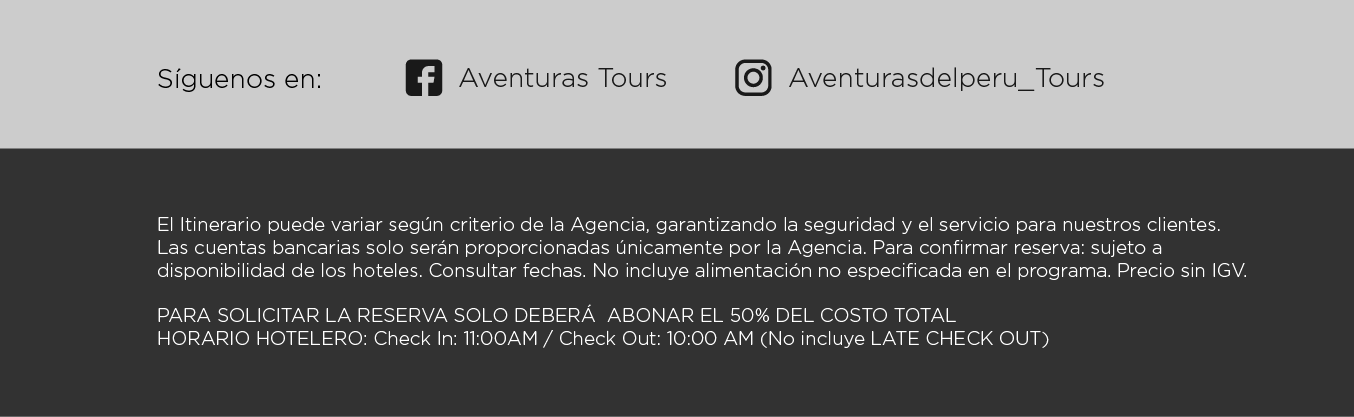 Síguenos en: Aventuras Tours Aventurasdelperu_Tours
El Itinerario puede variar según criterio de la Agencia, garantizando la seguridad y el servicio para nuestros clientes.
Las cuentas bancarias solo serán proporcionadas únicamente por la Agencia. Para confirmar reserva: sujeto a
disponibilidad de los hoteles. Consultar fechas. No incluye alimentación no especificada en el programa. Precio sin IGV.
PARA SOLICITAR LA RESERVA SOLO DEBERÁ  ABONAR EL 50% DEL COSTO TOTAL
HORARIO HOTELERO: Check In: 11:00AM / Check Out: 10:00 AM (No incluye LATE CHECK OUT)